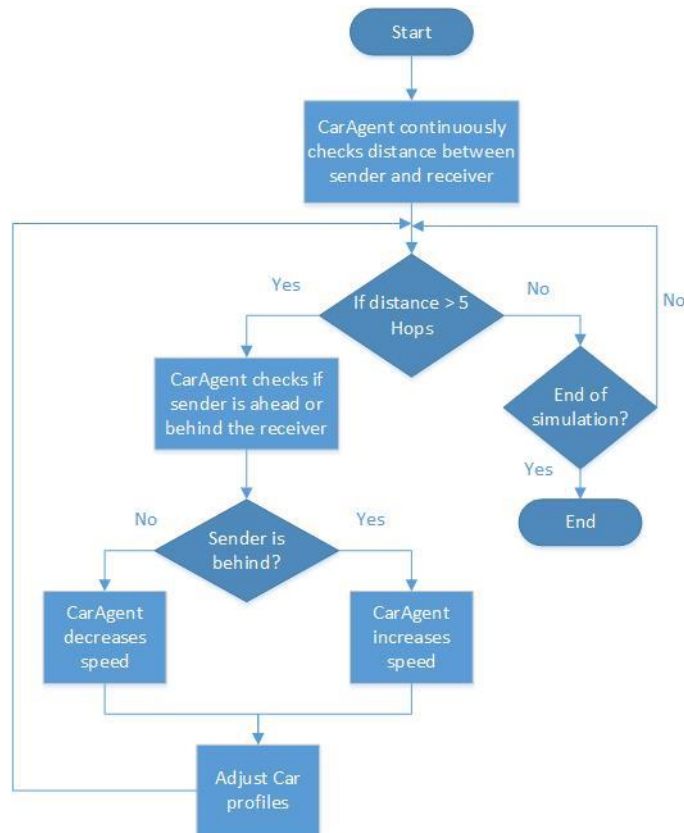 Start
CarAgent continuously
checks distance between
sender and receiver
Yes
If distance > 5
Hops
No
No
CarAgent checks if
sender is ahead or
behind the receiver
End of
simulation?
Yes
End
No
Sender is
behind?
Yes
CarAgent
decreases
speed
CarAgent
increases
speed
Adjust Car
profiles